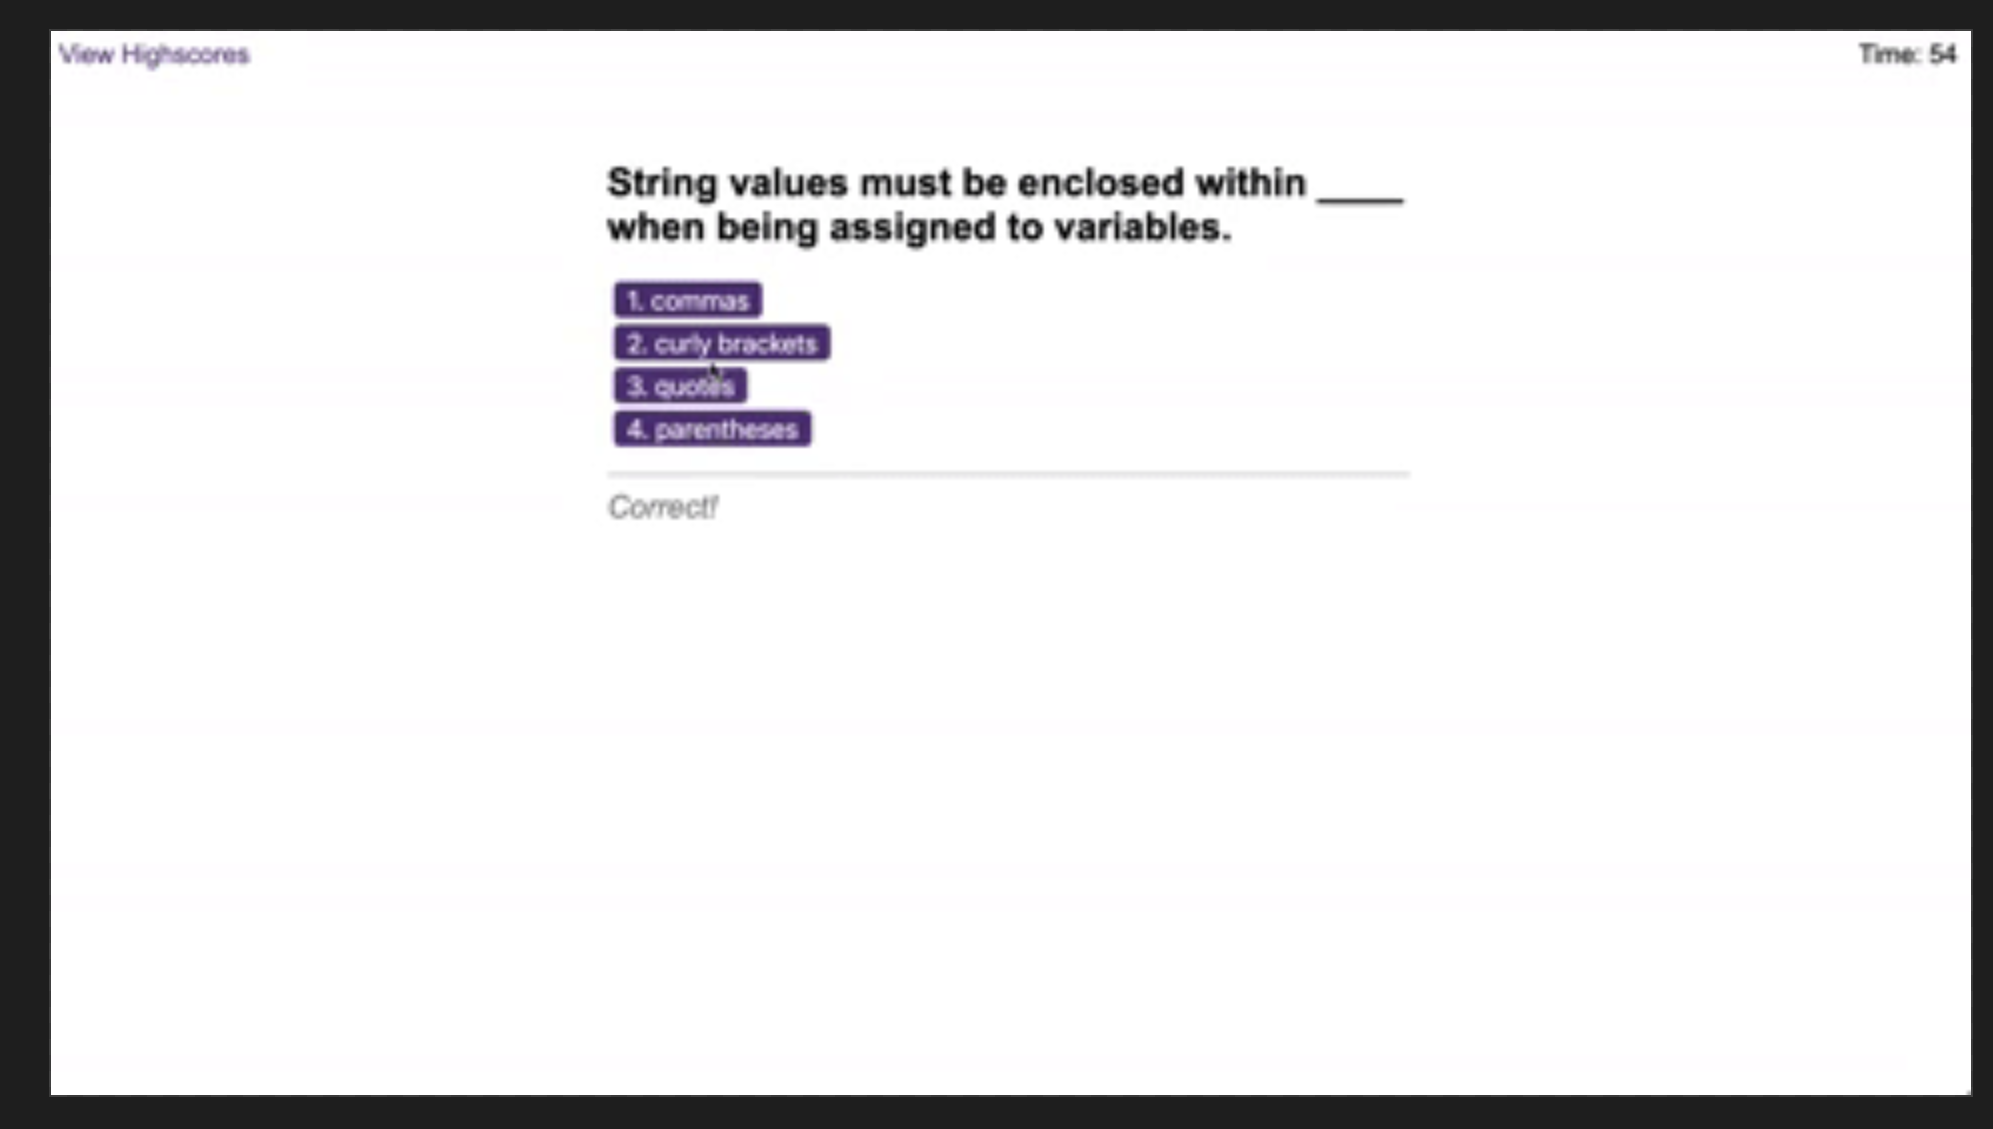 View Highscores
Time: 54
String values must be enclosed within ____
when being assigned to variables.
1. commas
2. curly brackets
3. quotes
4. parentheses
Correct!